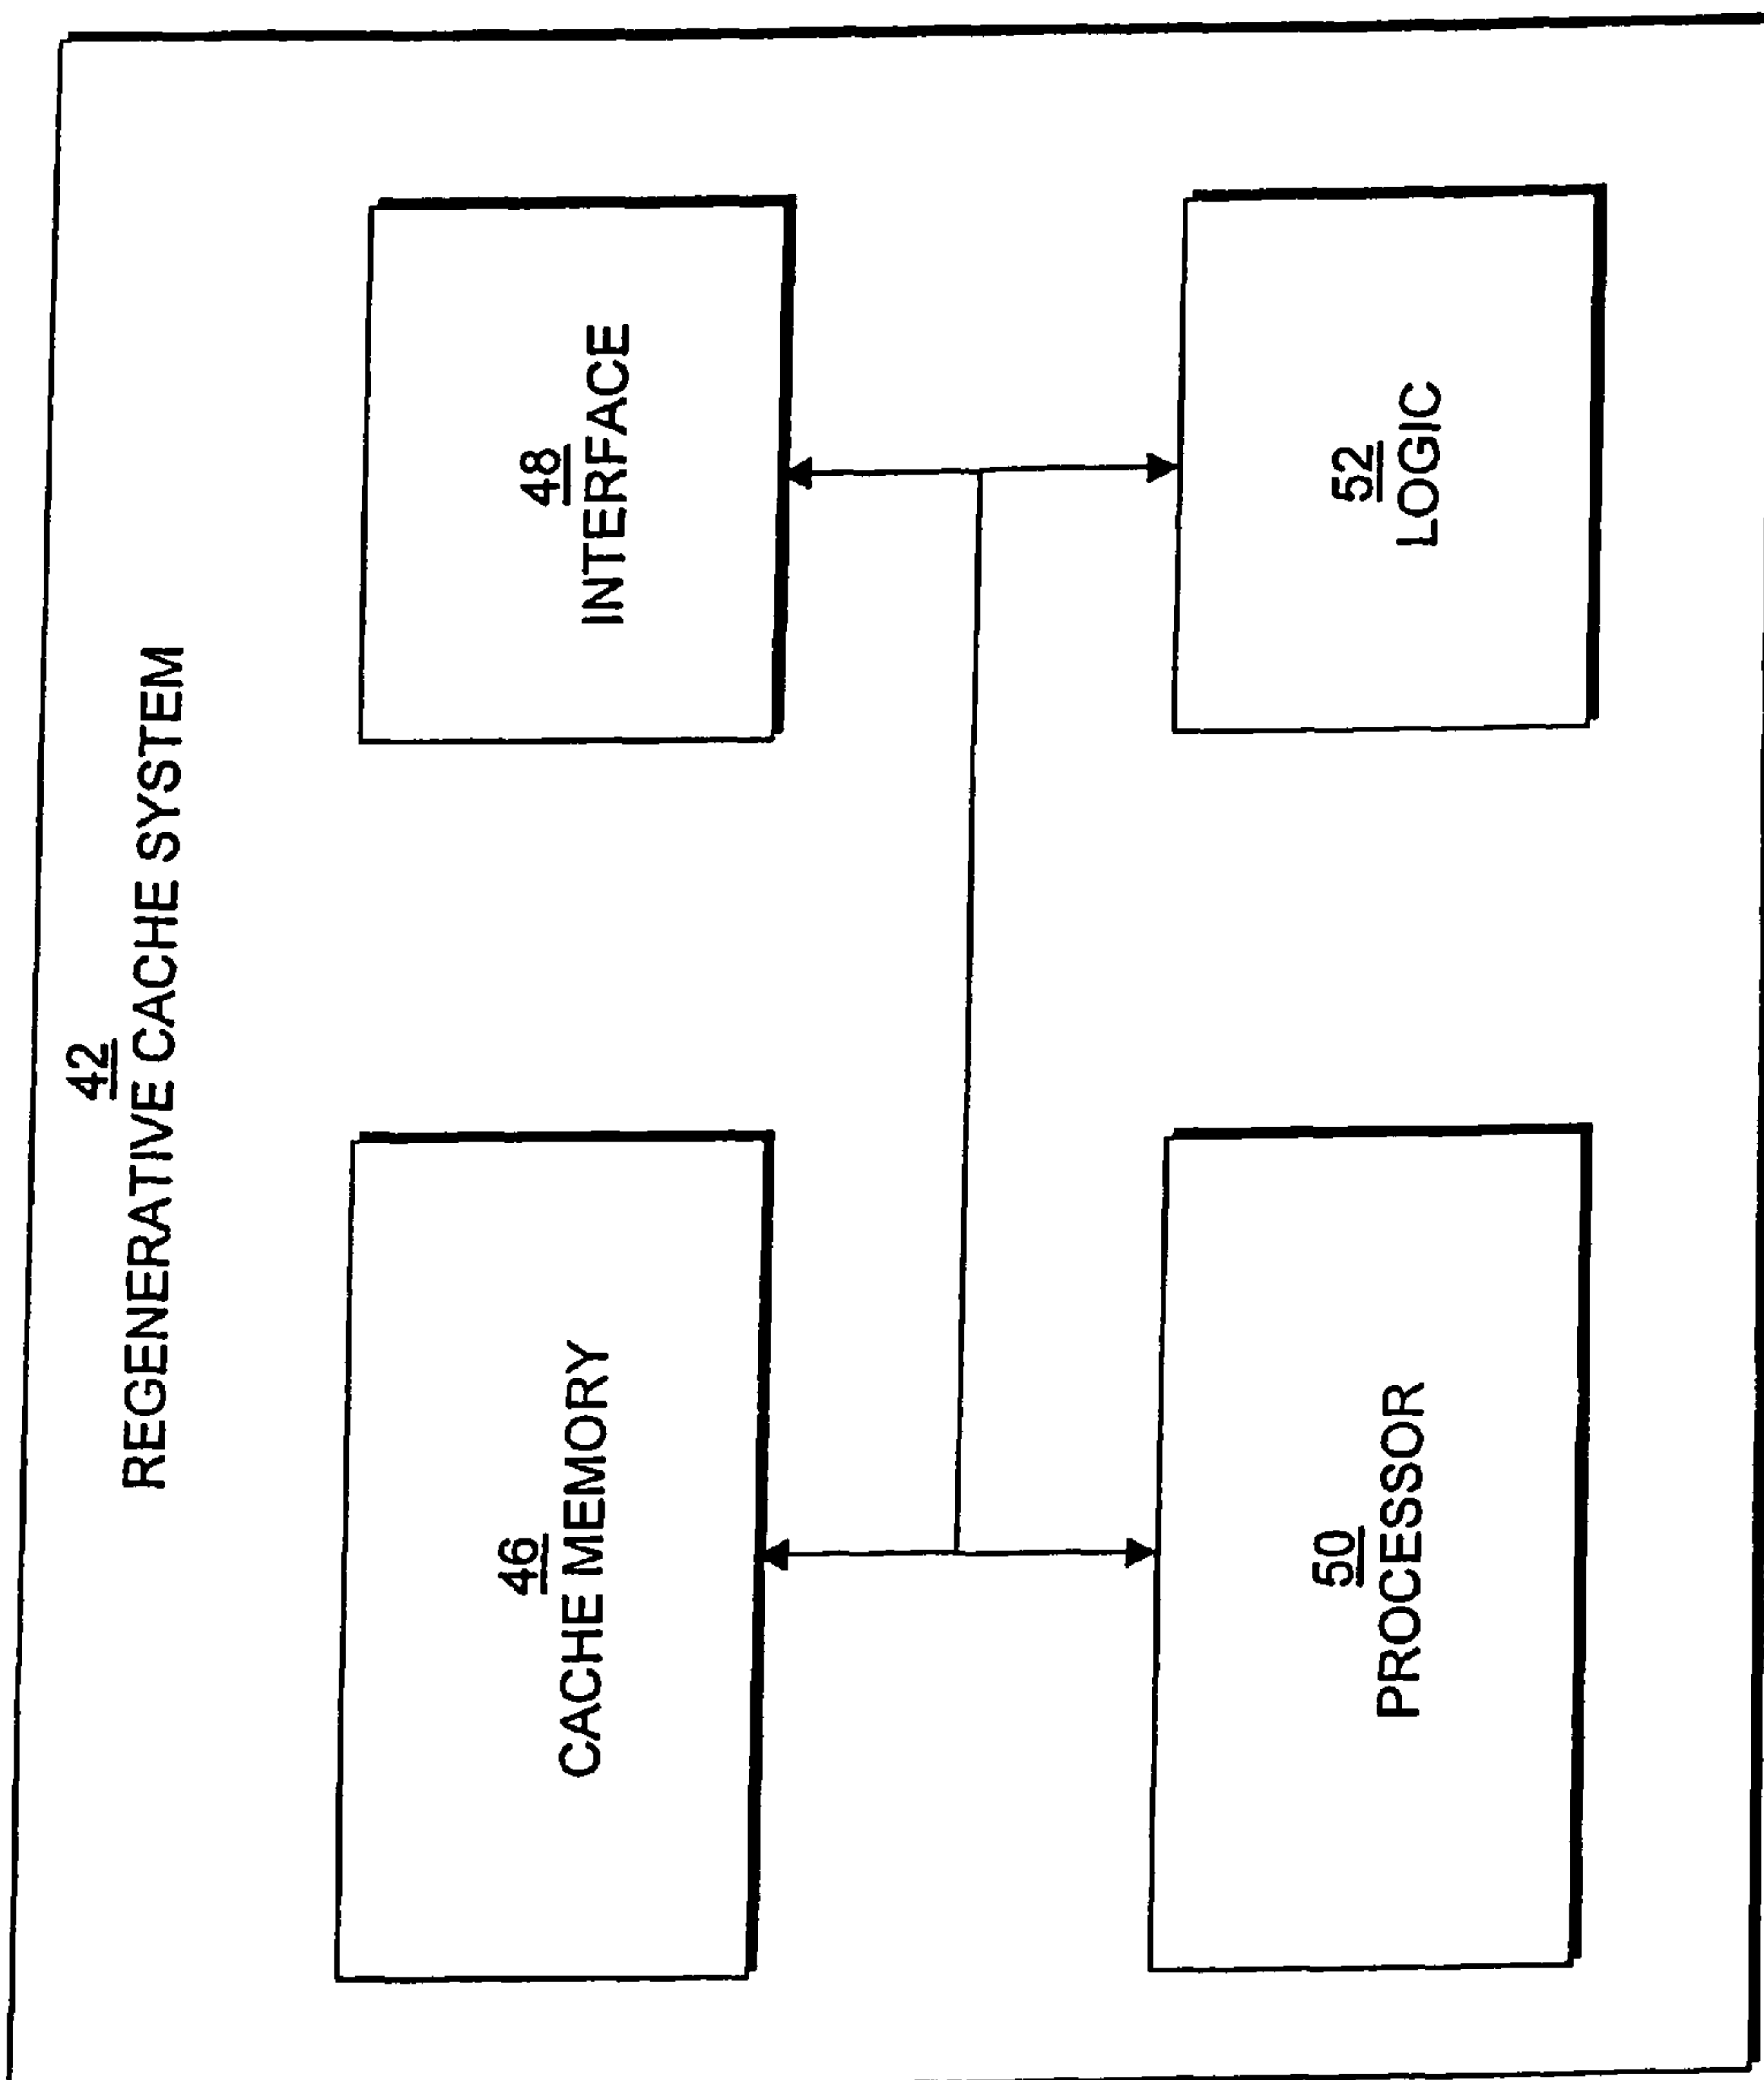 42
REGENERATIVE CACHE SYSTEM
46
CACHE MEMORY
48
INTERFACE
50
PROCESSOR
52
LOGIC